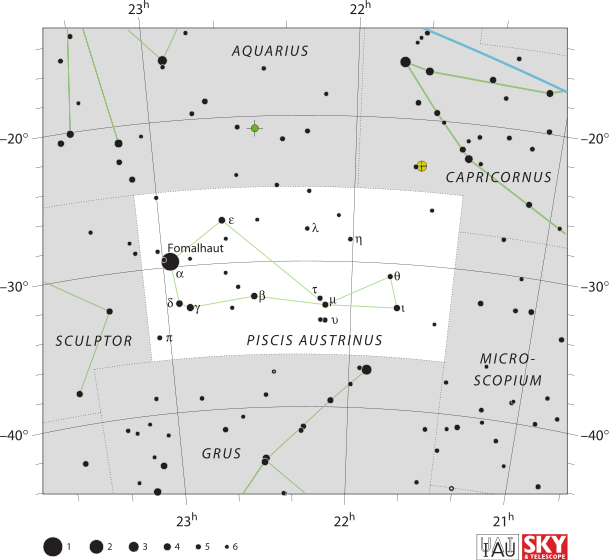 23h 22h
AQUARIUS
−20° −20°
CAPRICORNUS
ε
λ
η
Fomalhaut
α
θ
−30° −30°
δ γ β τ μ ι
υ
π
SCULPTOR PISCIS AUSTRINUS
MICRO-
SCOPIUM
−40° −40°
GRUS
23h 22h 21h
1 2 3 4 5 6
IAU SKY
& TELESCOPE